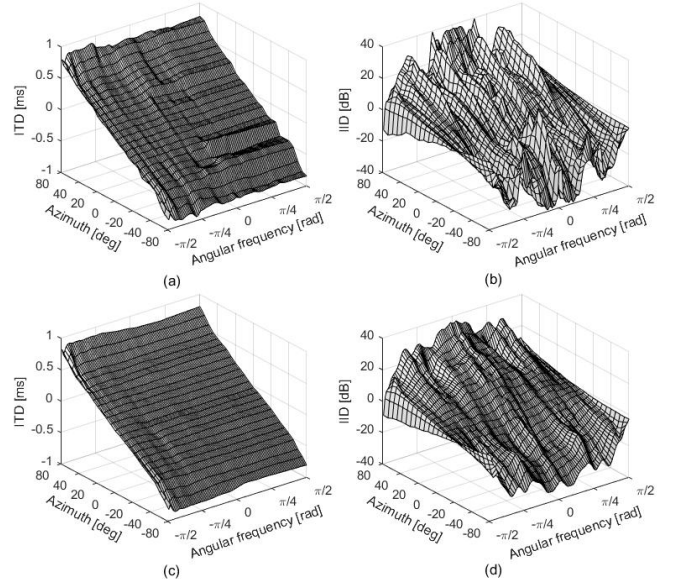 1
0.5
0
-0.5
-1
ITD [ms]
80
40
20
0
-20
-40
-80
Azimuth [deg]
-π/2
-π/4
0
π/4
π/2
Angular frequency [rad]
(a)
40
20
0
-20
-40
IID [dB]
80
40
20
0
-20
-40
-80
Azimuth [deg]
-π/2
-π/4
0
π/4
π/2
Angular frequency [rad]
(b)
1
0.5
0
-0.5
-1
ITD [ms]
80
40
20
0
-20
-40
-80
Azimuth [deg]
-π/2
-π/4
0
π/4
π/2
Angular frequency [rad]
(c)
40
20
0
-20
-40
IID [dB]
80
40
20
0
-20
-40
-80
Azimuth [deg]
-π/2
-π/4
0
π/4
π/2
Angular frequency [rad]
(d)